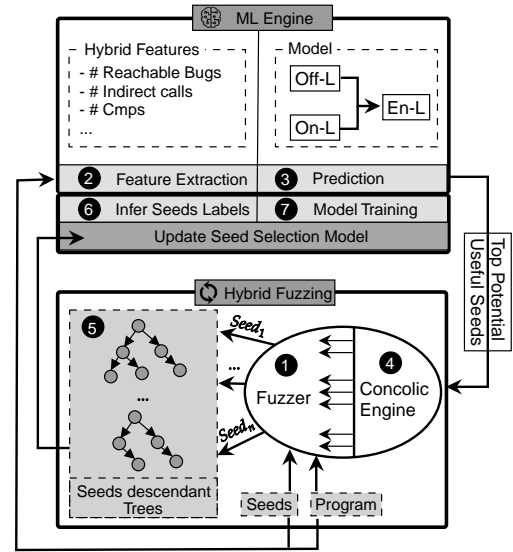 ML Engine
Hybrid Features
- # Reachable Bugs
- # Indirect calls
- # Cmps
...
Model
Off-L
On-L
En-L
2 Feature Extraction
3 Prediction
6 Infer Seeds Labels
7 Model Training
Update Seed Selection Model
Top Potential
Useful Seeds
Hybrid Fuzzing
5
...
Seeds descendant
Trees
Seed1
...
Seedn
1
Fuzzer
4
Concolic
Engine
Seeds
Program